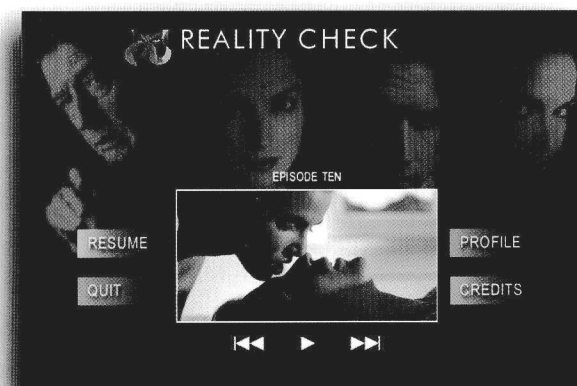 REALITY CHECK
EPISODE TEN
RESUME
PROFILE
QUIT
CREDITS